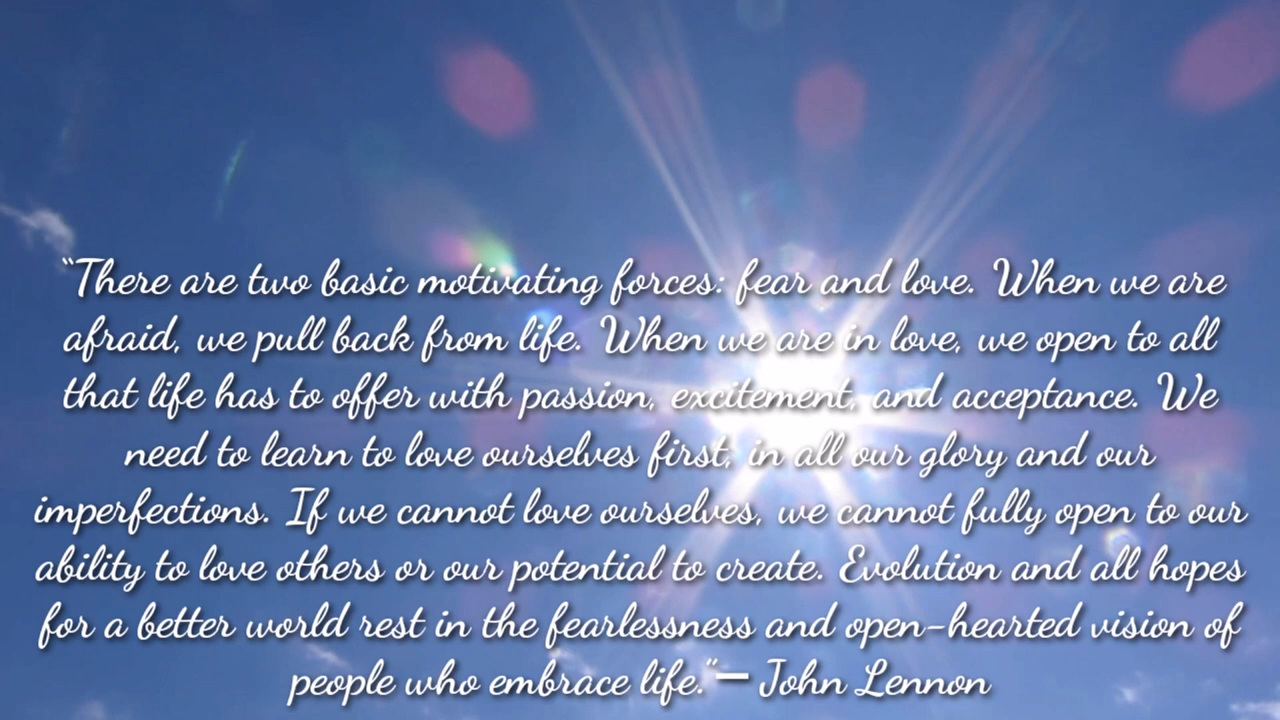 “There are two basic motivating forces: fear and love. When we are
afraid, we pull back from life. When we are in love, we open to all
that life has to offer with passion, excitement, and acceptance. We
need to learn to love ourselves first, in all our glory and our
imperfections. If we cannot love ourselves, we cannot fully open to our
ability to love others or our potential to create. Evolution and all hopes
for a better world rest in the fearlessness and open-hearted vision of
people who embrace life.”― John Lennon